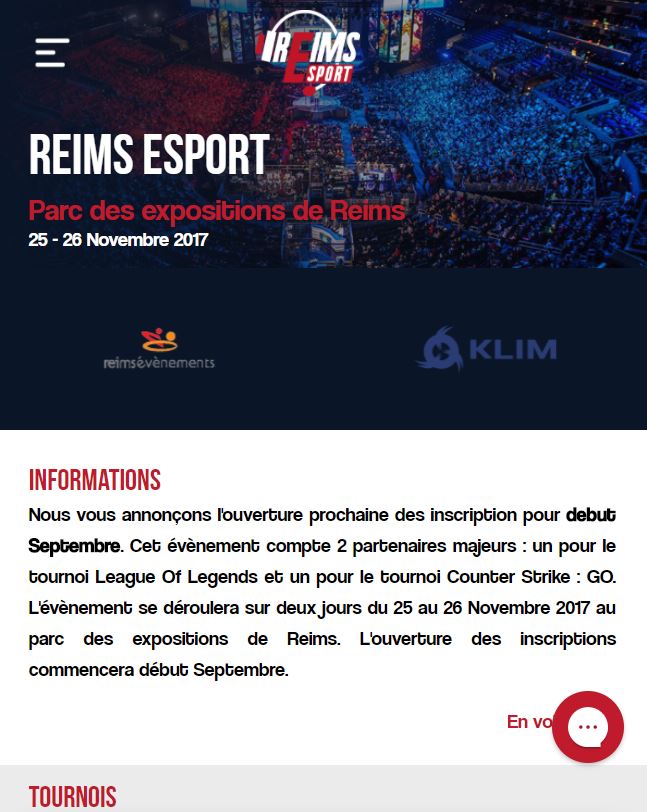 REIMS
ESPORT
REIMS ESPORT
Parc des expositions de Reims
25 - 26 Novembre 2017
reimsévènements
KLIM
INFORMATIONS
Nous vous annonçons l'ouverture prochaine des inscription pour debut
Septembre. Cet évènement compte 2 partenaires majeurs : un pour le
tournoi League Of Legends et un pour le tournoi Counter Strike : GO.
L'évènement se déroulera sur deux jours du 25 au 26 Novembre 2017 au
parc des expositions de Reims. L'ouverture des inscriptions
commencera début Septembre.
En
TOURNOIS